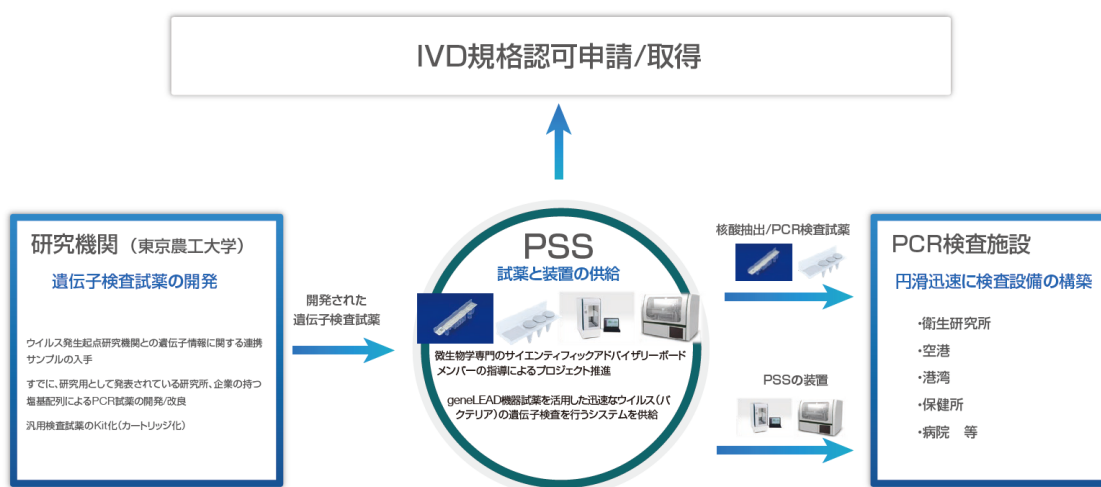 IVD規格認可申請/取得
研究機関（東京農工大学）
遺伝子検査試薬の開発
ウイルス発生起点研究機関との遺伝子情報に関する連携
サンプルの入手
すでに、研究用として発表されている研究所、企業の持つ
塩基配列によるPCR試薬の開発/改良
汎用検査試薬のKit化(カートリッジ化)
開発された
遺伝子検査試薬
PSS
試薬と装置の供給
微生物学専門のサイエンティフィックアドバイザリーボード
メンバーの指導によるプロジェクト推進
geneLEAD機器試薬を活用した迅速なウイルス(バ
クテリア)の遺伝子検査を行うシステムを供給
核酸抽出/PCR検査試薬
PSSの装置
PCR検査施設
円滑迅速に検査設備の構築
・衛生研究所
・空港
・港湾
・保健所
・病院　等